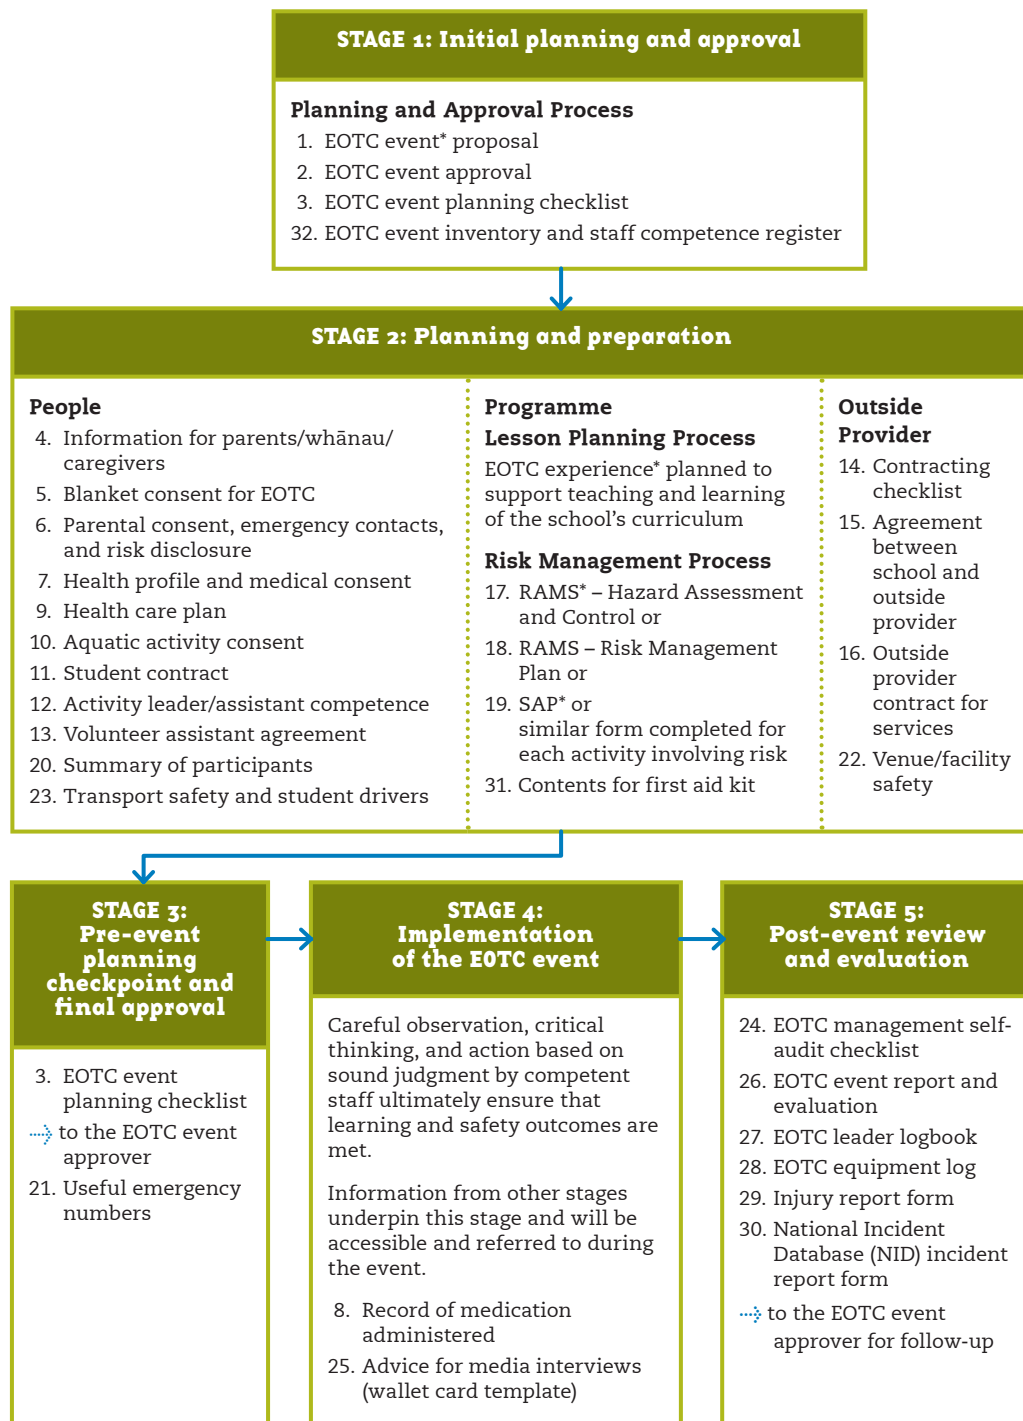 STAGE 1: Initial planning and approval
Planning and Approval Process
1. EOTC event* proposal
2. EOTC event approval
3. EOTC event planning checklist
32. EOTC event inventory and staff competence register
STAGE 2: Planning and preparation
People
4. Information for parents/whānau/
caregivers
5. Blanket consent for EOTC
6. Parental consent, emergency contacts,
and risk disclosure
7. Health profile and medical consent
9. Health care plan
10. Aquatic activity consent
11. Student contract
12. Activity leader/assistant competence
13. Volunteer assistant agreement
20. Summary of participants
23. Transport safety and student drivers
Programme
Lesson Planning Process
EOTC experience* planned to
support teaching and learning
of the school's curriculum
Risk Management Process
17. RAMS* – Hazard Assessment
and Control or
18. RAMS – Risk Management
Plan or
19. SAP* or
similar form completed for
each activity involving risk
31. Contents for first aid kit
Outside
Provider
14. Contracting
checklist
15. Agreement
between
school and
outside
provider
16. Outside
provider
contract for
services
22. Venue/facility
safety
STAGE 3:
Pre-event
planning
checkpoint and
final approval
3. EOTC event
planning checklist
to the EOTC event
approver
21. Useful emergency
numbers
STAGE 4:
Implementation
of the EOTC event
Careful observation, critical
thinking, and action based on
sound judgment by competent
staff ultimately ensure that
learning and safety outcomes are
met.
Information from other stages
underpin this stage and will be
accessible and referred to during
the event.
8. Record of medication
administered
25. Advice for media interviews
(wallet card template)
STAGE 5:
Post-event review
and evaluation
24. EOTC management self-
audit checklist
26. EOTC event report and
evaluation
27. EOTC leader logbook
28. EOTC equipment log
29. Injury report form
30. National Incident
Database (NID) incident
report form
to the EOTC event
approver for follow-up